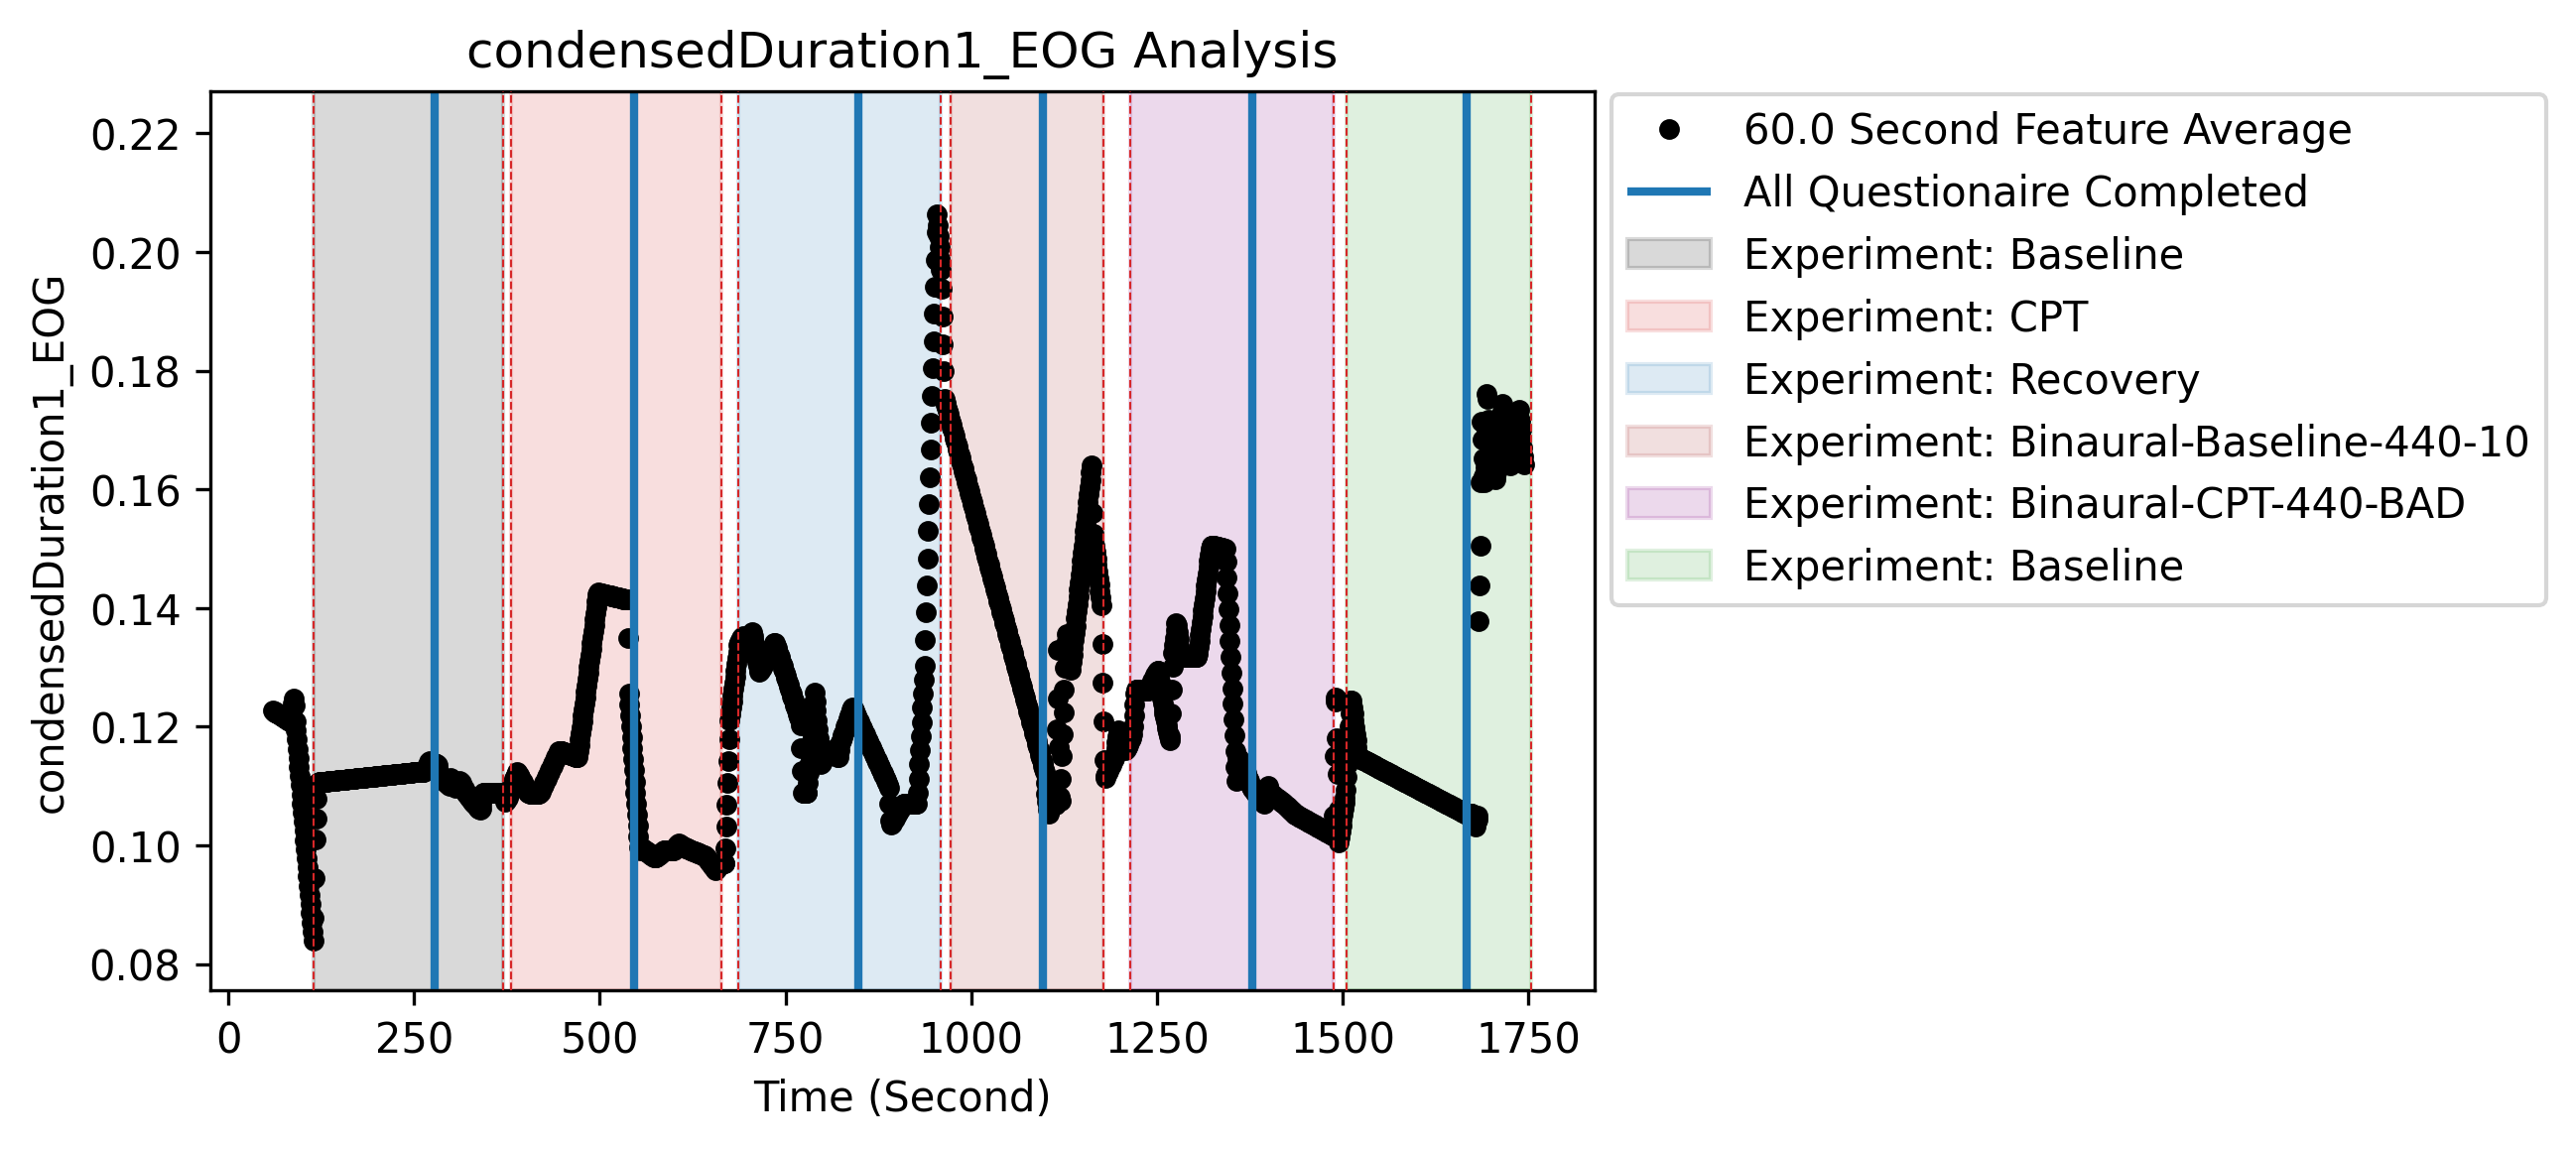 condensedDuration1_EOG Analysis
condensedDuration1_EOG
0.22
0.20
0.18
0.16
0.14
0.12
0.10
0.08
0 250 500 750 1000 1250 1500 1750
Time (Second)
60.0 Second Feature Average
All Questionaire Completed
Experiment: Baseline
Experiment: CPT
Experiment: Recovery
Experiment: Binaural-Baseline-440-10
Experiment: Binaural-CPT-440-BAD
Experiment: Baseline